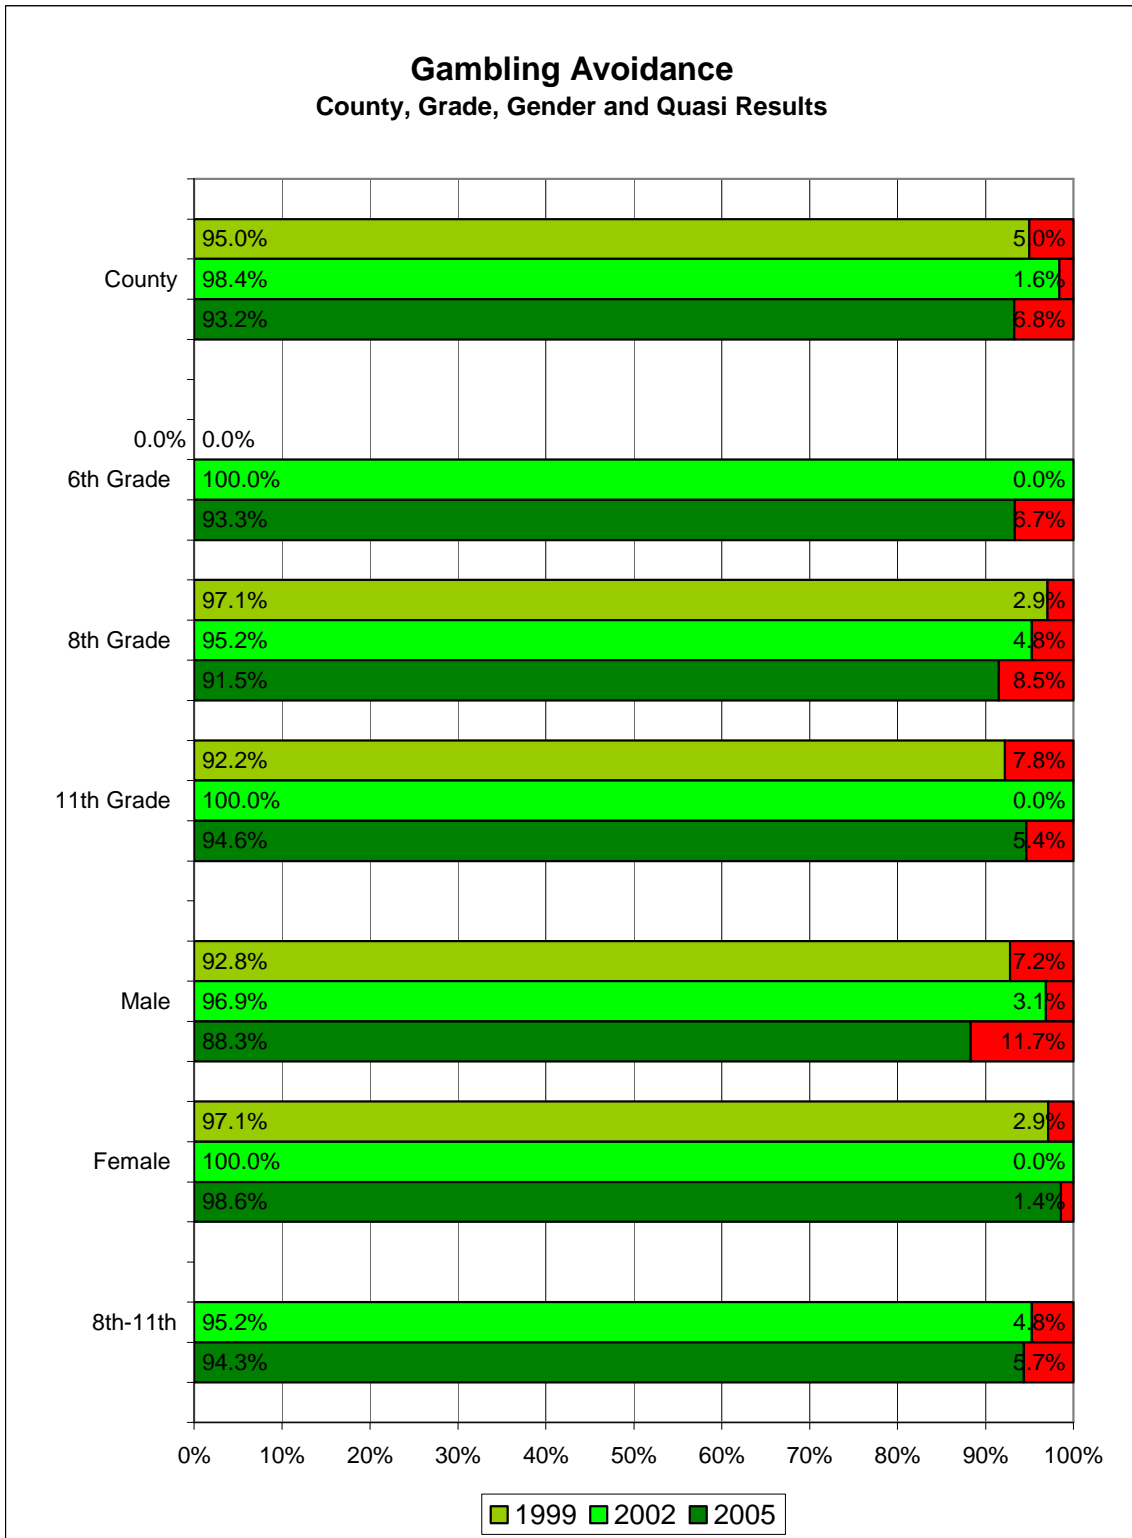 Gambling Avoidance
County, Grade, Gender and Quasi Results
95.0% 5.0%
County 98.4% 1.6%
93.2% 6.8%
0.0% 0.0%
6th Grade 100.0% 0.0%
93.3% 6.7%
97.1% 2.9%
8th Grade 95.2% 4.8%
91.5% 8.5%
92.2% 7.8%
11th Grade 100.0% 0.0%
94.6% 5.4%
92.8% 7.2%
Male 96.9% 3.1%
88.3% 11.7%
97.1% 2.9%
Female 100.0% 0.0%
98.6% 1.4%
8th-11th 95.2% 4.8%
94.3% 5.7%
0% 10% 20% 30% 40% 50% 60% 70% 80% 90% 100%
1999 2002 2005